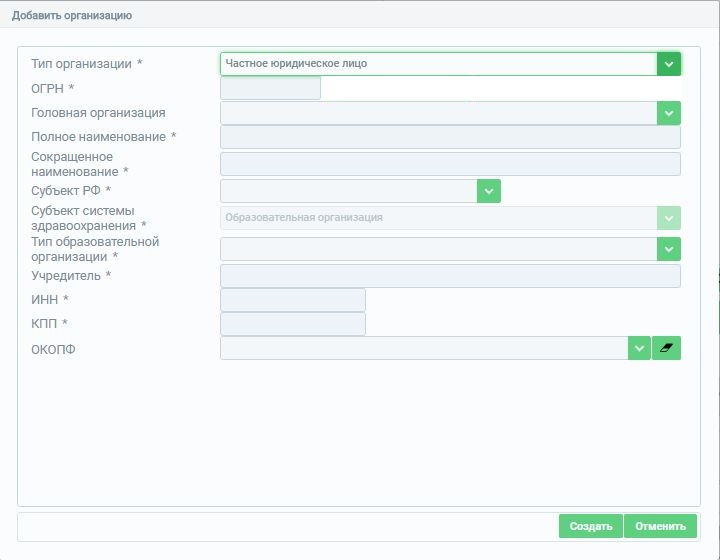 Добавить организацию
Тип организации *
Частное юридическое лицо
ОГРН *
Головная организация
Полное наименование *
Сокращенное
наименование *
Субъект РФ *
Субъект системы
здравоохранения *
Образовательная организация
Тип образовательной
организации *
Учредитель *
ИНН *
КПП *
ОКОПФ
Создать
Отменить